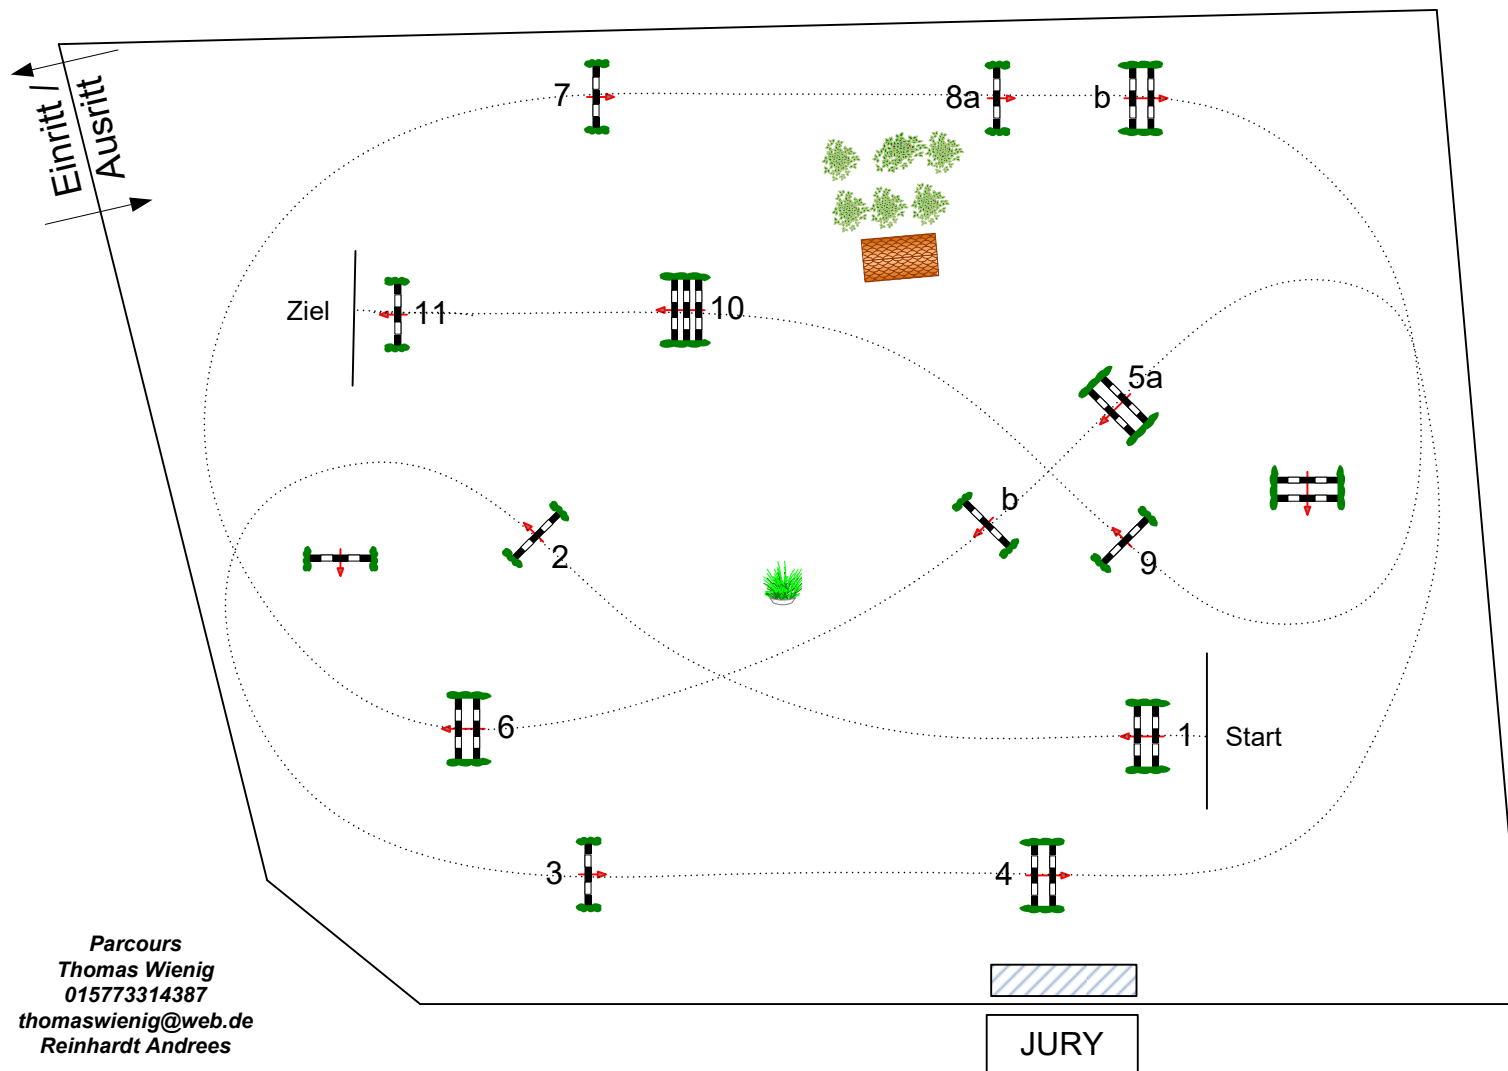 Einritt /
Ausritt
7
8a
b
Ziel
11
10
5a
b
2
9
6
1
Start
3
4
Parcours
Thomas Wienig
015773314387
thomaswienig@web.de
Reinhardt Andrees
JURY